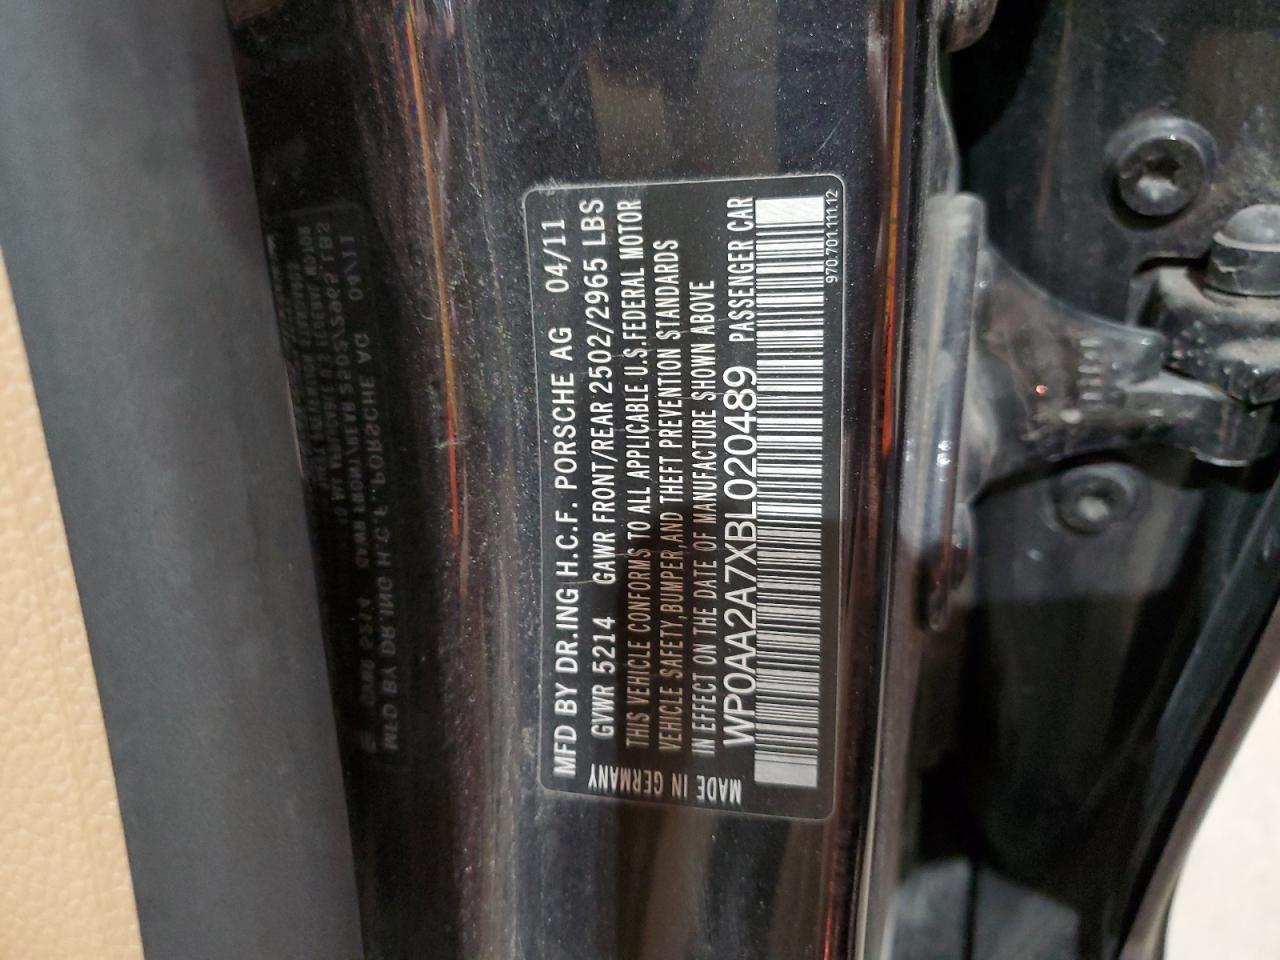 MFD BY DR.ING H.C.F. PORSCHE AG 04/11
GVWR 5214 GAWR FRONT/REAR 2502/2965 LBS
THIS VEHICLE CONFORMS TO ALL APPLICABLE U.S.FEDERAL MOTOR
VEHICLE SAFETY,BUMPER,AND THEFT PREVENTION STANDARDS
IN EFFECT ON THE DATE OF MANUFACTURE SHOWN ABOVE
WP0AA2A7XBL020489 PASSENGER CAR
970.701.111.12
MADE IN GERMANY